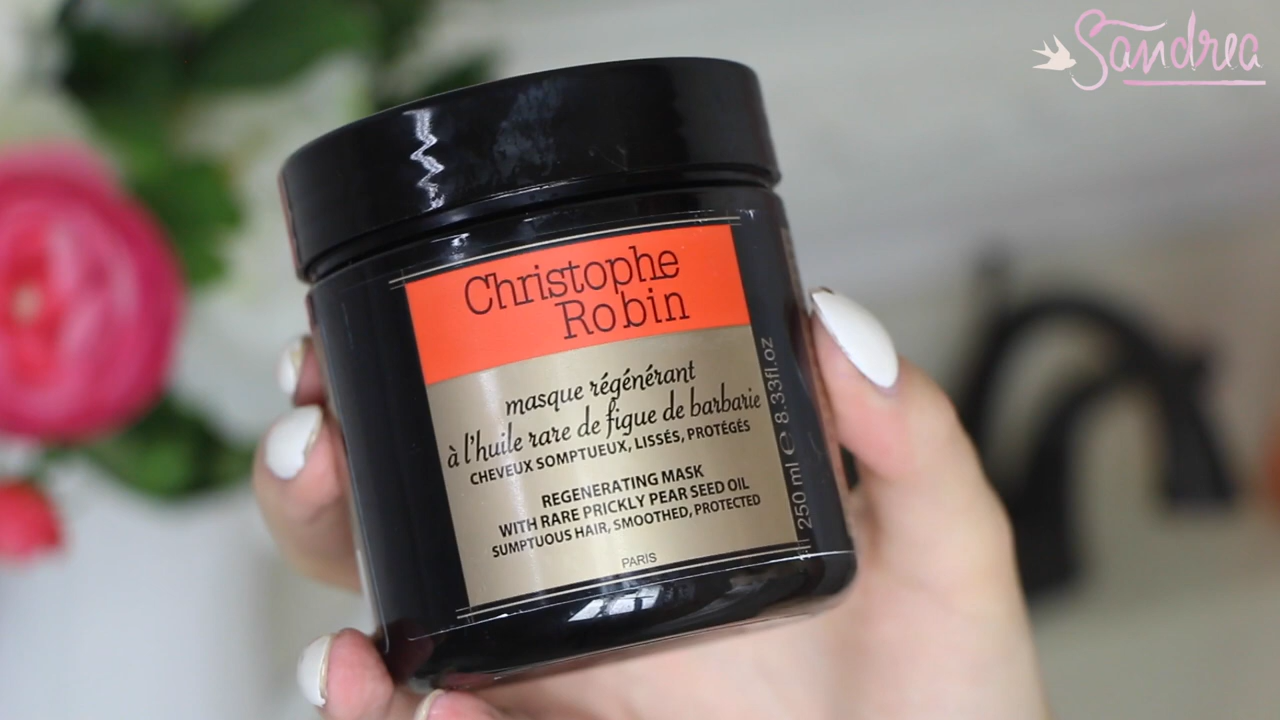 Sandrea
Christophe
Robin
masque régénérant
à l'huile rare de figue de barbarie
CHEVEUX SOMPTUEUX, LISSÉS, PROTÉGÉS
REGENERATING MASK
WITH RARE PRICKLY PEAR SEED OIL
SUMPTUOUS HAIR, SMOOTHED, PROTECTED
PARIS
250 ml ℮ 8.33fl.oz